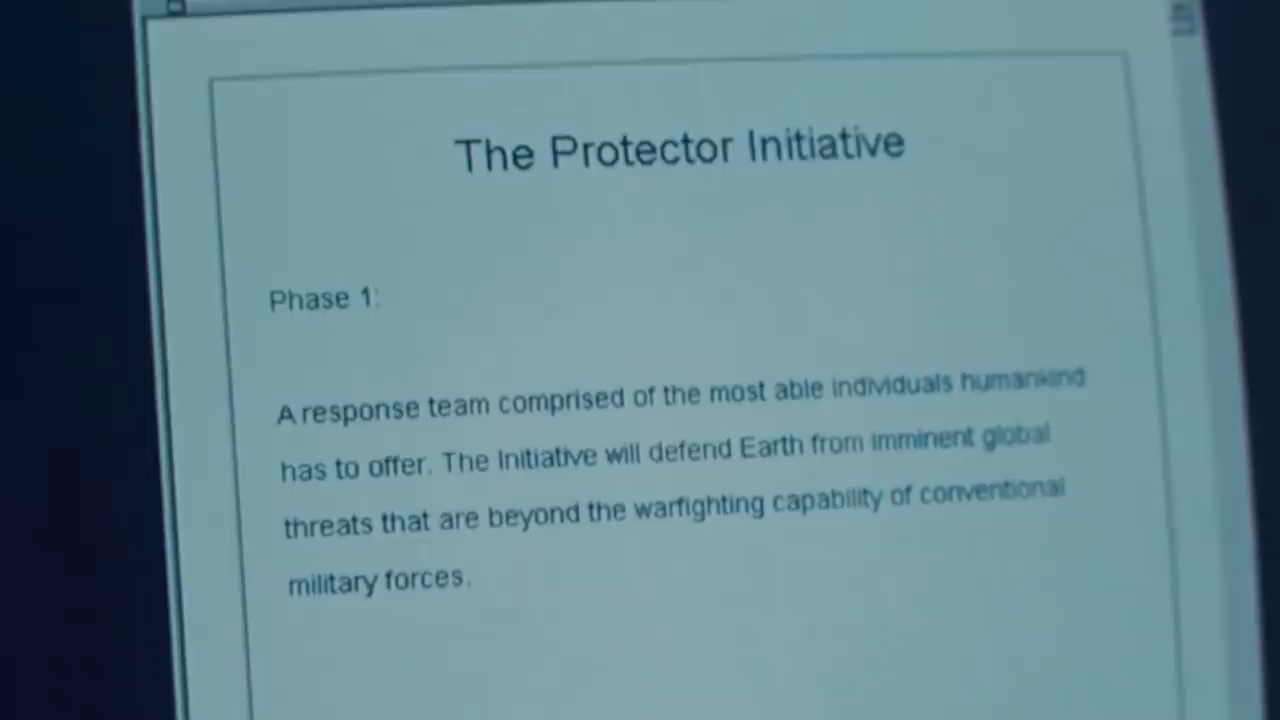 The Protector Initiative
Phase 1:
A response team comprised of the most able individuals humankind
has to offer. The Initiative will defend Earth from imminent global
threats that are beyond the warfighting capability of conventional
military forces.